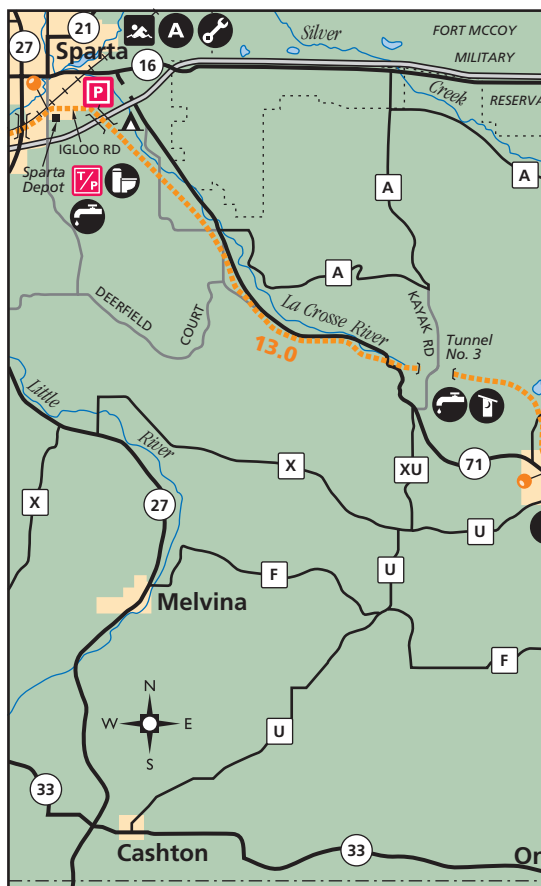 21
27
Sparta
A
16
Silver
FORT MCCOY
MILITARY
Creek
RESERVA
P
IGLOO RD
Sparta
Depot
T/P
A
A
A
DEERFIELD
COURT
La Crosse River
KAYAK RD
13.0
Tunnel
No. 3
Little
River
X
X
XU
71
27
U
F
U
Melvina
F
N
W E
S
U
33
Cashton
33
On